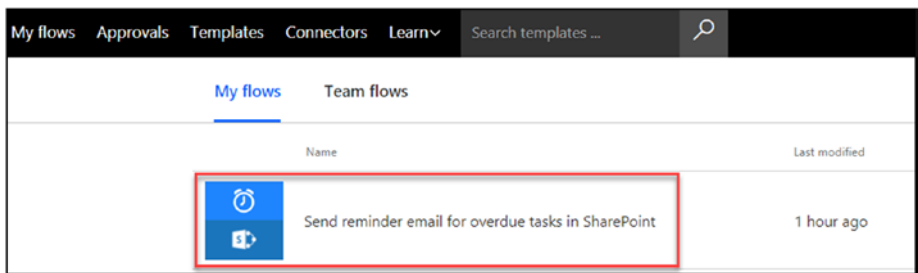 My flows Approvals Templates Connectors Learn Search templates ...
My flows Team flows
Name Last modified
Send reminder email for overdue tasks in SharePoint 1 hour ago
S